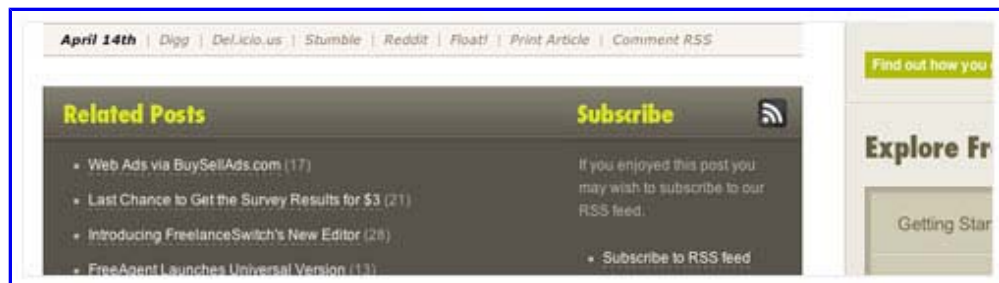 April 14th | Digg | Del.icio.us | Stumble | Reddit | Float! | Print Article | Comment RSS
Related Posts
Web Ads via BuySellAds.com (17)
Last Chance to Get the Survey Results for $3 (21)
Introducing FreelanceSwitch's New Editor (28)
FreeAgent Launches Universal Version (13)
Subscribe
If you enjoyed this post you
may wish to subscribe to our
RSS feed.
Subscribe to RSS feed
Find out how you
Explore Fr
Getting Star